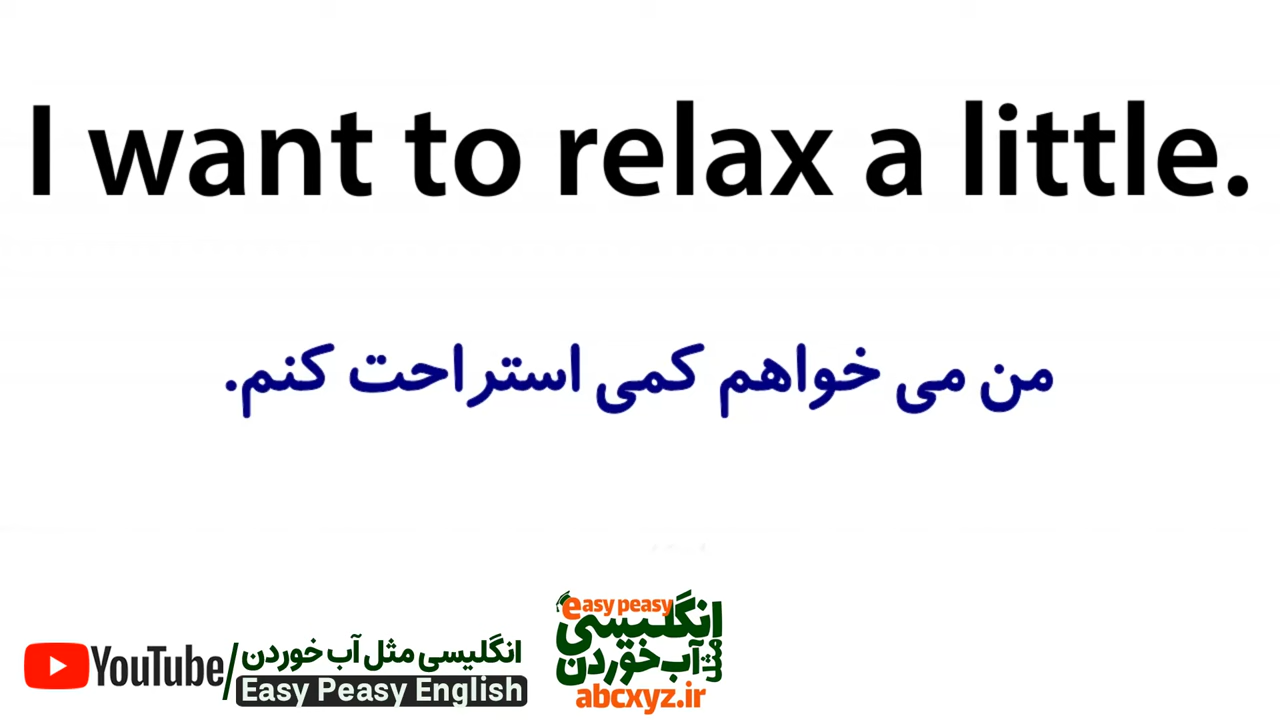 I want to relax a little.
من می خواهم کمی استراحت کنم.
YouTube/انگلیسی مثل آب خوردن
Easy Peasy English
easy peasy
انگلیسی
مثل
آب خوردن
abcxyz.ir